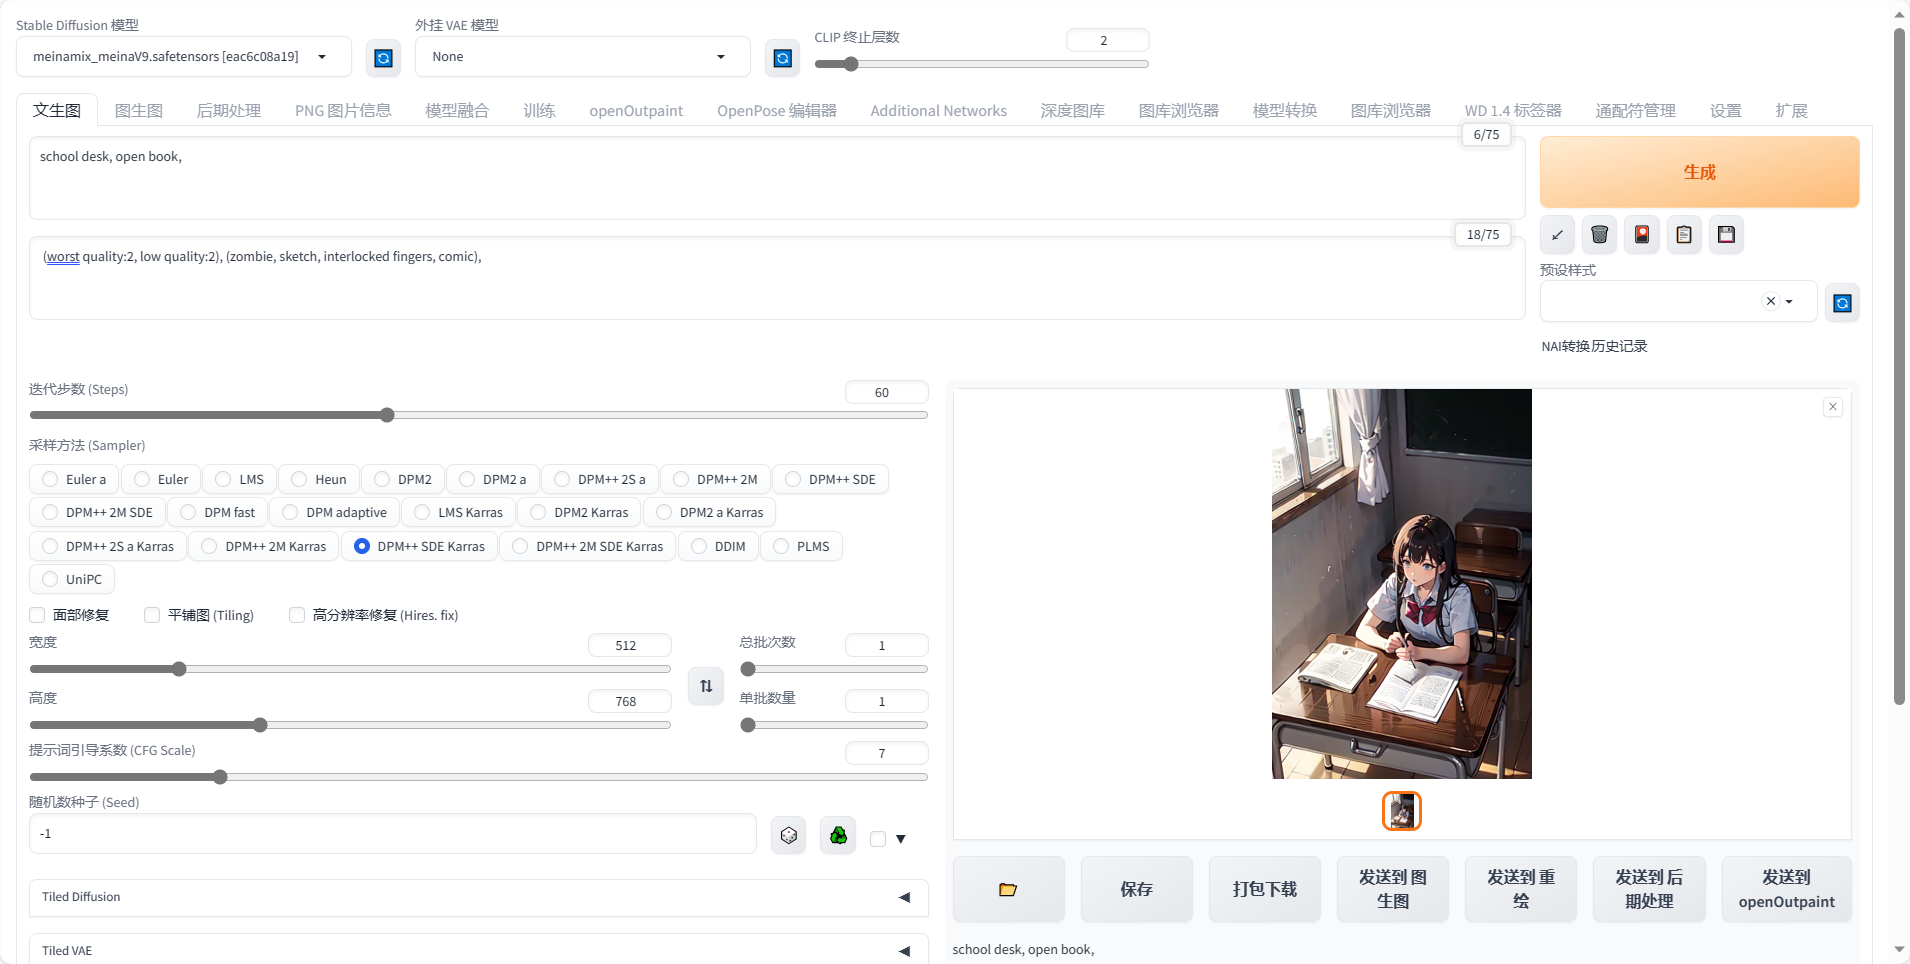 Stable Diffusion 模型
外挂 VAE 模型
CLIP 终止层数
2
meinamix_meinaV9.safetensors [eac6c08a19]
None
文生图 图生图 后期处理 PNG 图片信息 模型融合 训练 openOutpaint OpenPose 编辑器 Additional Networks 深度图库 图库浏览器 模型转换 图库浏览器 WD 1.4 标签器 通配符管理 设置 扩展
6/75
school desk, open book,
生成
18/75
(worst quality:2, low quality:2), (zombie, sketch, interlocked fingers, comic),
预设样式
NAI转换历史记录
迭代步数 (Steps)
60
采样方法 (Sampler)
Euler a Euler LMS Heun DPM2 DPM2 a DPM++ 2S a DPM++ 2M DPM++ SDE
DPM++ 2M SDE DPM fast DPM adaptive LMS Karras DPM2 Karras DPM2 a Karras
DPM++ 2S a Karras DPM++ 2M Karras DPM++ SDE Karras DPM++ 2M SDE Karras DDIM PLMS
UniPC
面部修复 平铺图 (Tiling) 高分辨率修复 (Hires. fix)
宽度
512
总批次数
1
高度
768
单批数量
1
提示词引导系数 (CFG Scale)
7
随机数种子 (Seed)
-1
Tiled Diffusion
Tiled VAE
保存
打包下载
发送到 图
生图
发送到 重
绘
发送到 后
期处理
发送到
openOutpaint
school desk, open book,